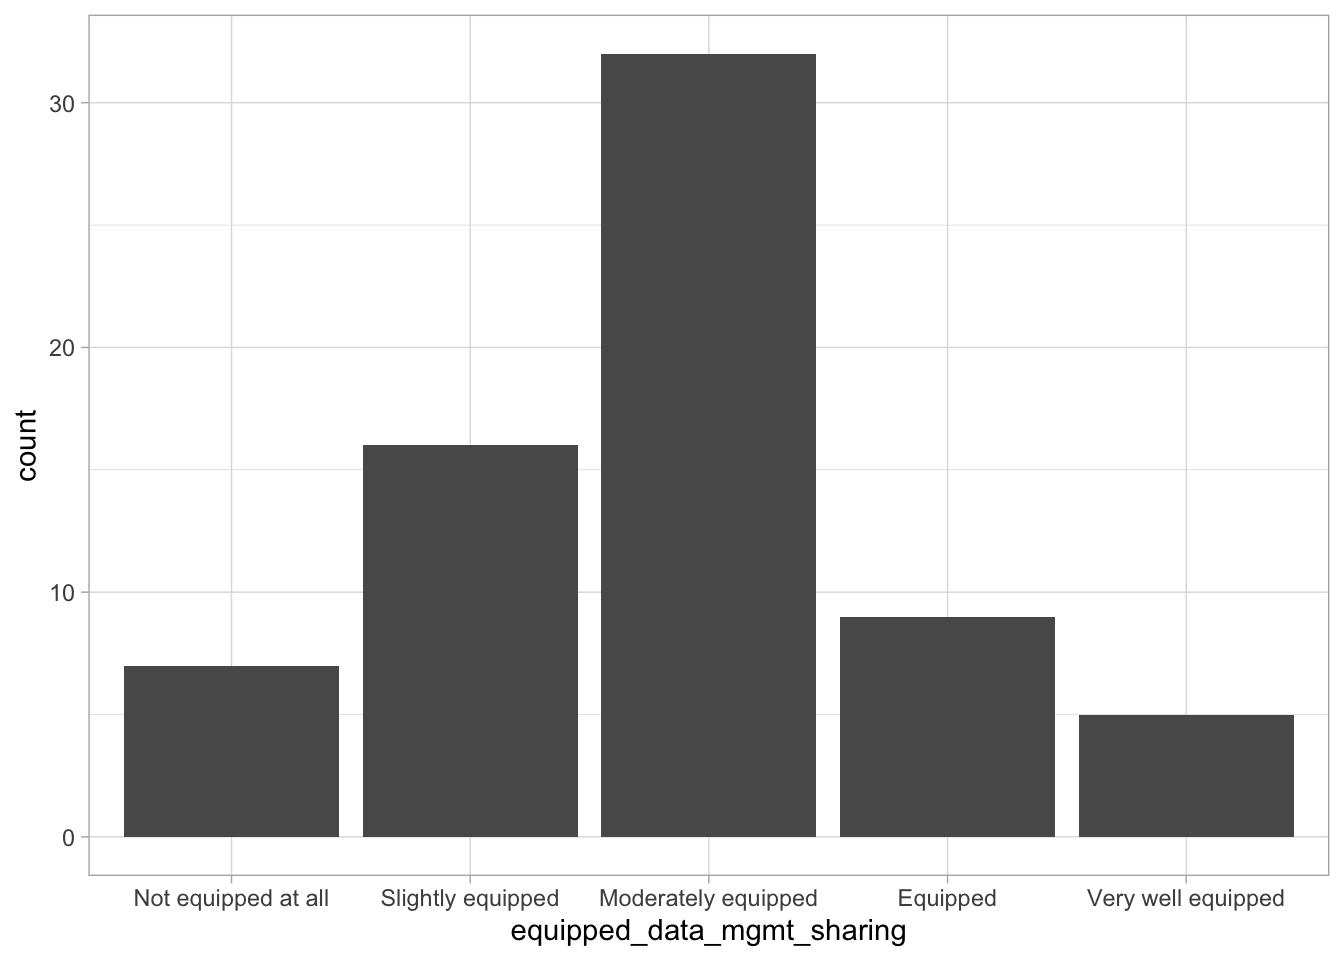 30
20
10
0
count
Not equipped at all
Slightly equipped
Moderately equipped
Equipped
Very well equipped
equipped_data_mgmt_sharing